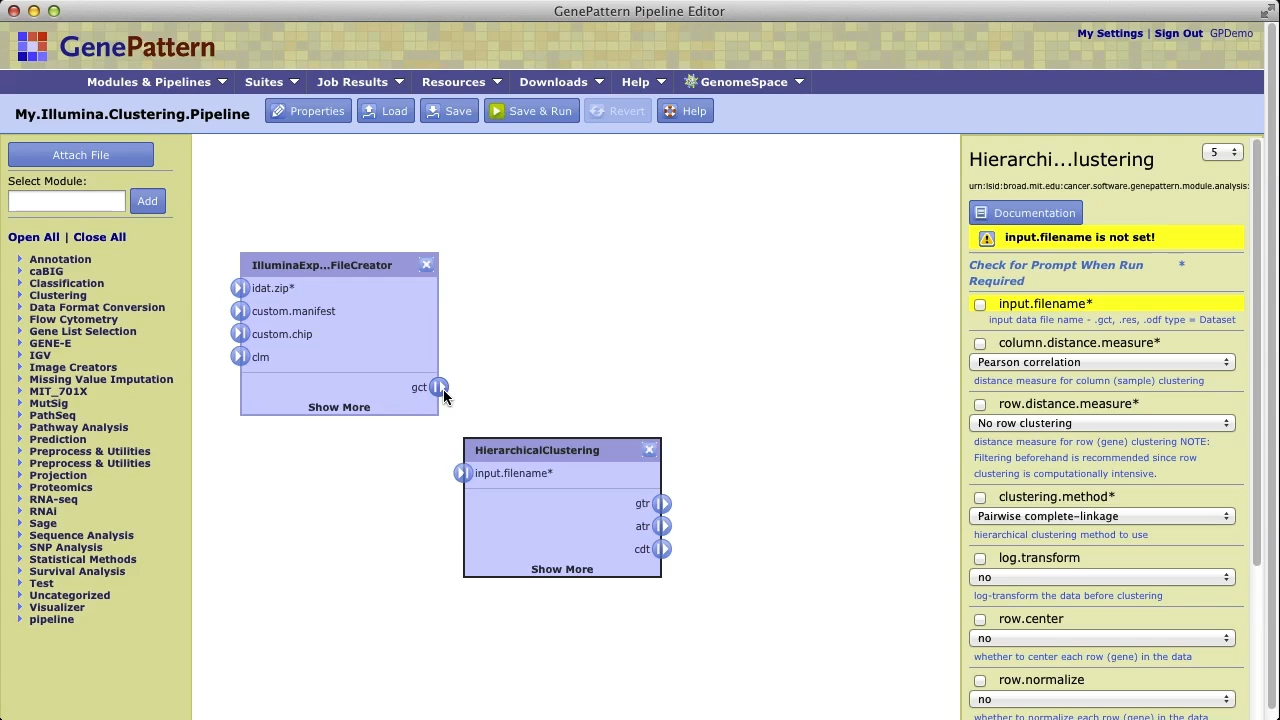 GenePattern Pipeline Editor
My Settings | Sign Out GPDemo
GenePattern
Modules & Pipelines Suites Job Results Resources Downloads Help GenomeSpace
My.Illumina.Clustering.Pipeline Properties Load Save Save & Run Revert Help
Attach File
Select Module:
Add
Open All | Close All
Annotation
caBIG
Classification
Clustering
Data Format Conversion
Flow Cytometry
Gene List Selection
GENE-E
IGV
Image Creators
Missing Value Imputation
MIT_701X
MutSig
PathSeq
Pathway Analysis
Prediction
Preprocess & Utilities
Preprocess & Utilities
Projection
Proteomics
RNA-seq
RNAi
Sage
Sequence Analysis
SNP Analysis
Statistical Methods
Survival Analysis
Test
Uncategorized
Visualizer
pipeline
IlluminaExp...FileCreator
idat.zip*
custom.manifest
custom.chip
clm
gct
Show More
HierarchicalClustering
input.filename*
gtr
atr
cdt
Show More
Hierarchi...lustering 5
urn:lsid:broad.mit.edu:cancer.software.genepattern.module.analysis:
Documentation
input.filename is not set!
Check for Prompt When Run *
Required
input.filename*
input data file name - .gct, .res, .odf type = Dataset
column.distance.measure*
Pearson correlation
distance measure for column (sample) clustering
row.distance.measure*
No row clustering
distance measure for row (gene) clustering NOTE:
Filtering beforehand is recommended since row
clustering is computationally intensive.
clustering.method*
Pairwise complete-linkage
hierarchical clustering method to use
log.transform
no
log-transform the data before clustering
row.center
no
whether to center each row (gene) in the data
row.normalize
no
whether to normalize each row (gene) in the data